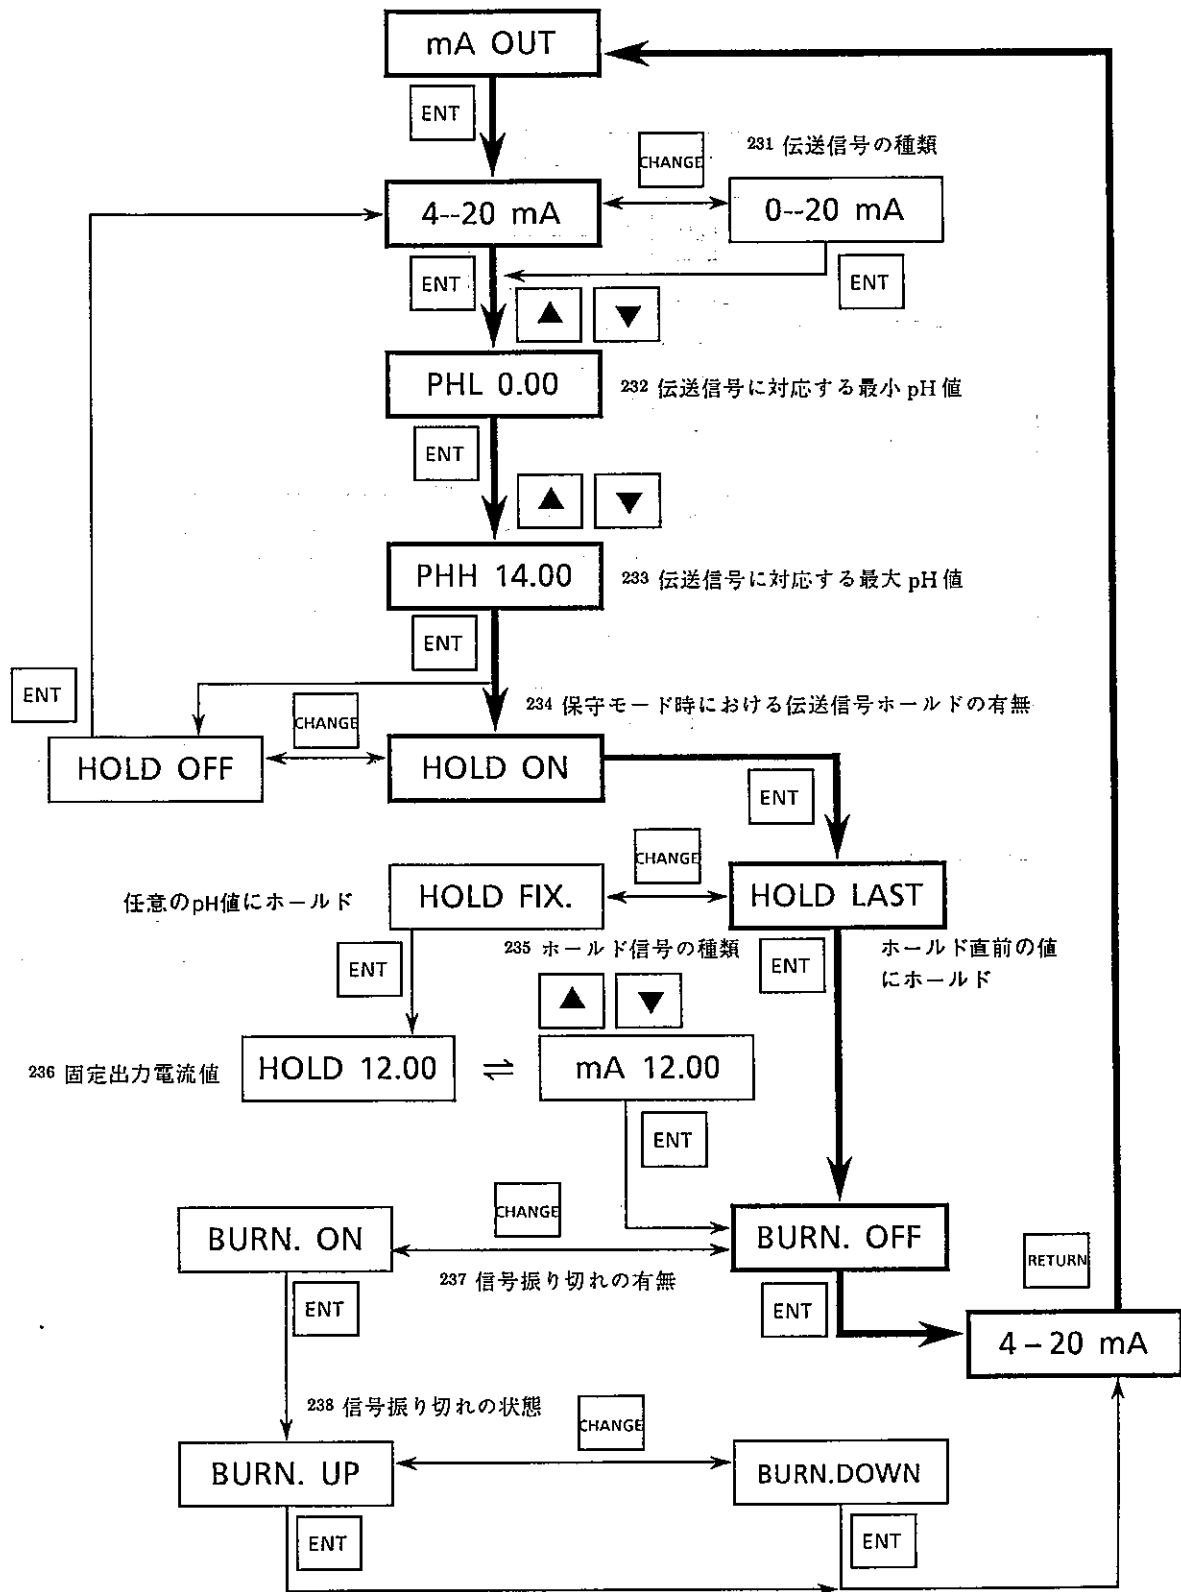 mA OUT
ENT
CHANGE
231 伝送信号の種類
4--20 mA
0--20 mA
ENT
ENT
▲ ▼
PHL 0.00
232 伝送信号に対応する最小 pH 値
ENT
▲ ▼
PHH 14.00
233 伝送信号に対応する最大 pH 値
ENT
ENT
CHANGE
234 保守モード時における伝送信号ホールドの有無
HOLD OFF
HOLD ON
ENT
CHANGE
任意のpH値にホールド
HOLD FIX.
HOLD LAST
ENT
235 ホールド信号の種類
ENT
ホールド直前の値
にホールド
▲ ▼
236 固定出力電流値
HOLD 12.00
⇌
mA 12.00
ENT
CHANGE
BURN. ON
BURN. OFF
RETURN
237 信号振り切れの有無
ENT
ENT
4 – 20 mA
238 信号振り切れの状態
CHANGE
BURN. UP
BURN.DOWN
ENT
ENT